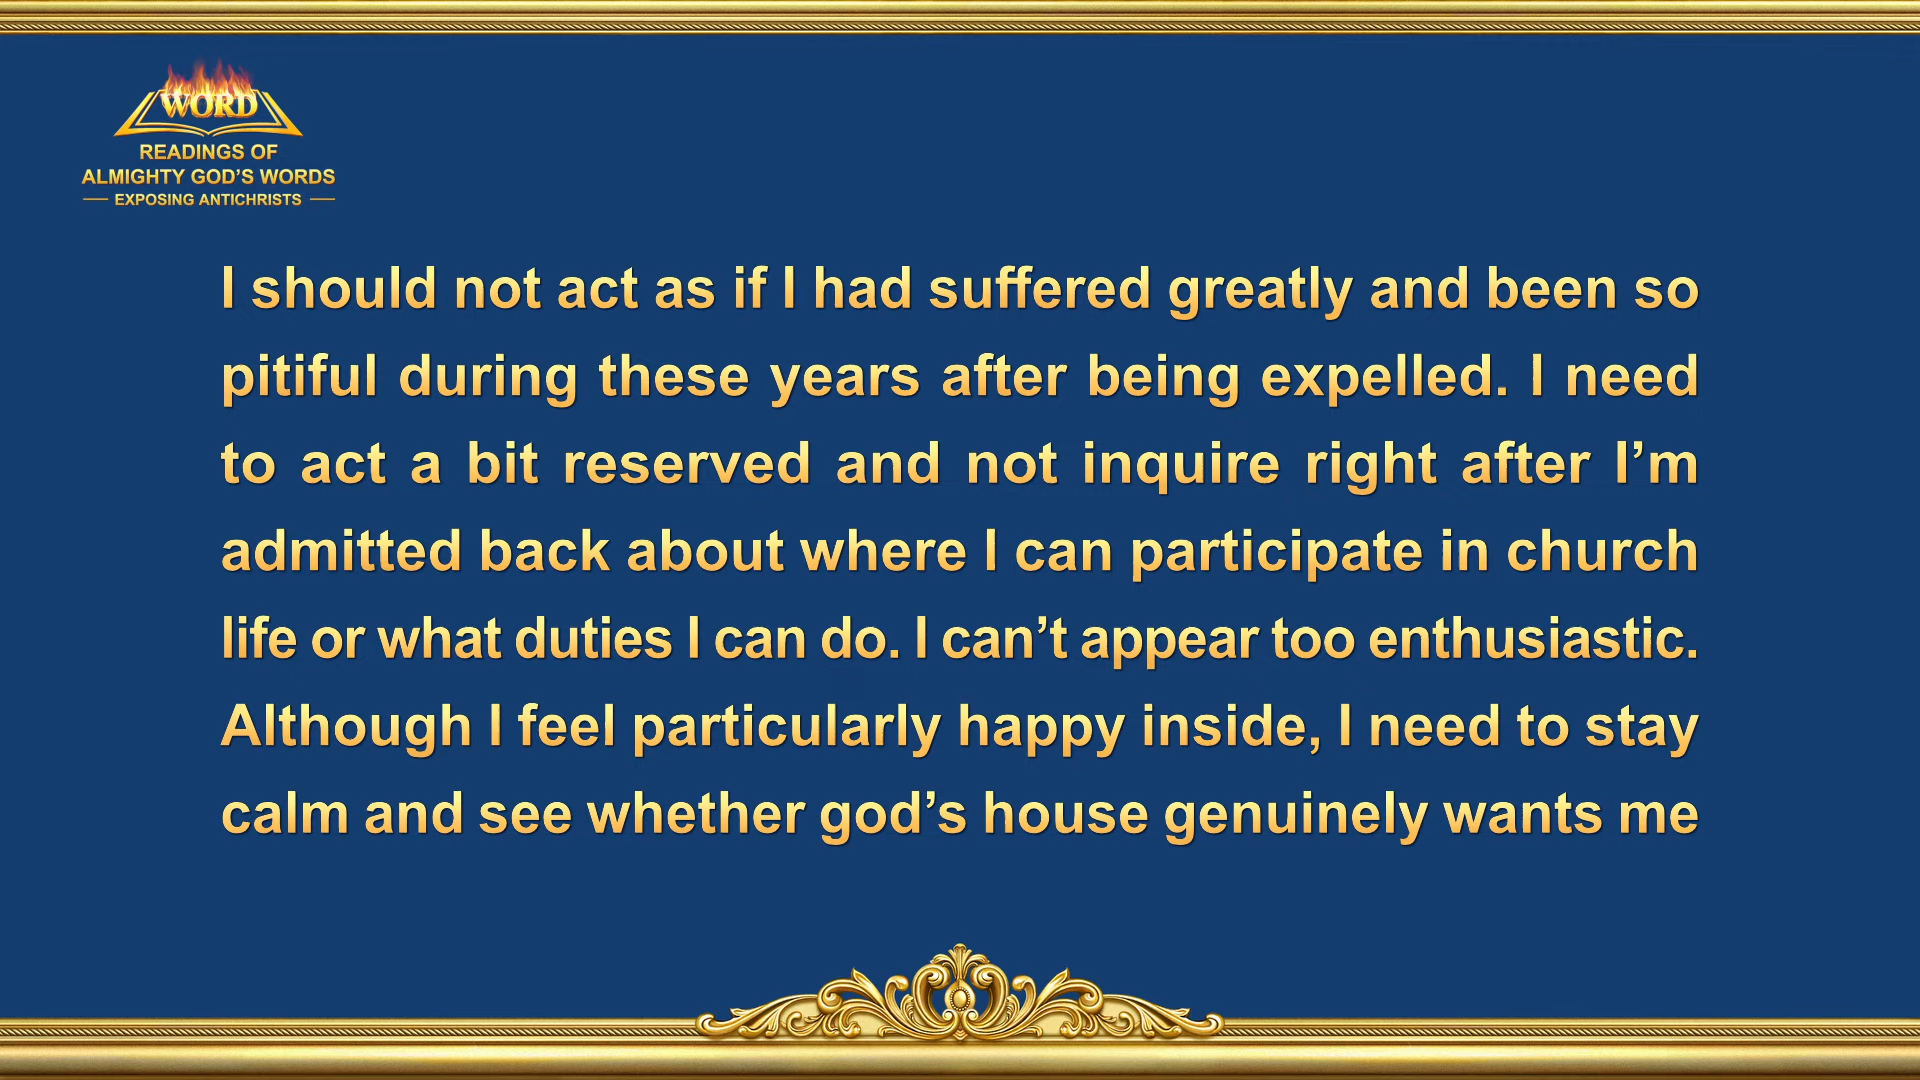 WORD
READINGS OF
ALMIGHTY GOD'S WORDS
EXPOSING ANTICHRISTS
I should not act as if I had suffered greatly and been so
pitiful during these years after being expelled. I need
to act a bit reserved and not inquire right after I’m
admitted back about where I can participate in church
life or what duties I can do. I can’t appear too enthusiastic.
Although I feel particularly happy inside, I need to stay
calm and see whether god’s house genuinely wants me